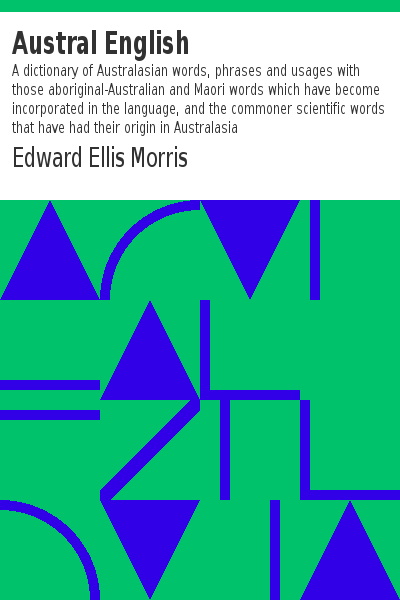 Austral English
A dictionary of Australasian words, phrases and usages with
those aboriginal-Australian and Maori words which have become
incorporated in the language, and the commoner scientific words
that have had their origin in Australasia
Edward Ellis Morris